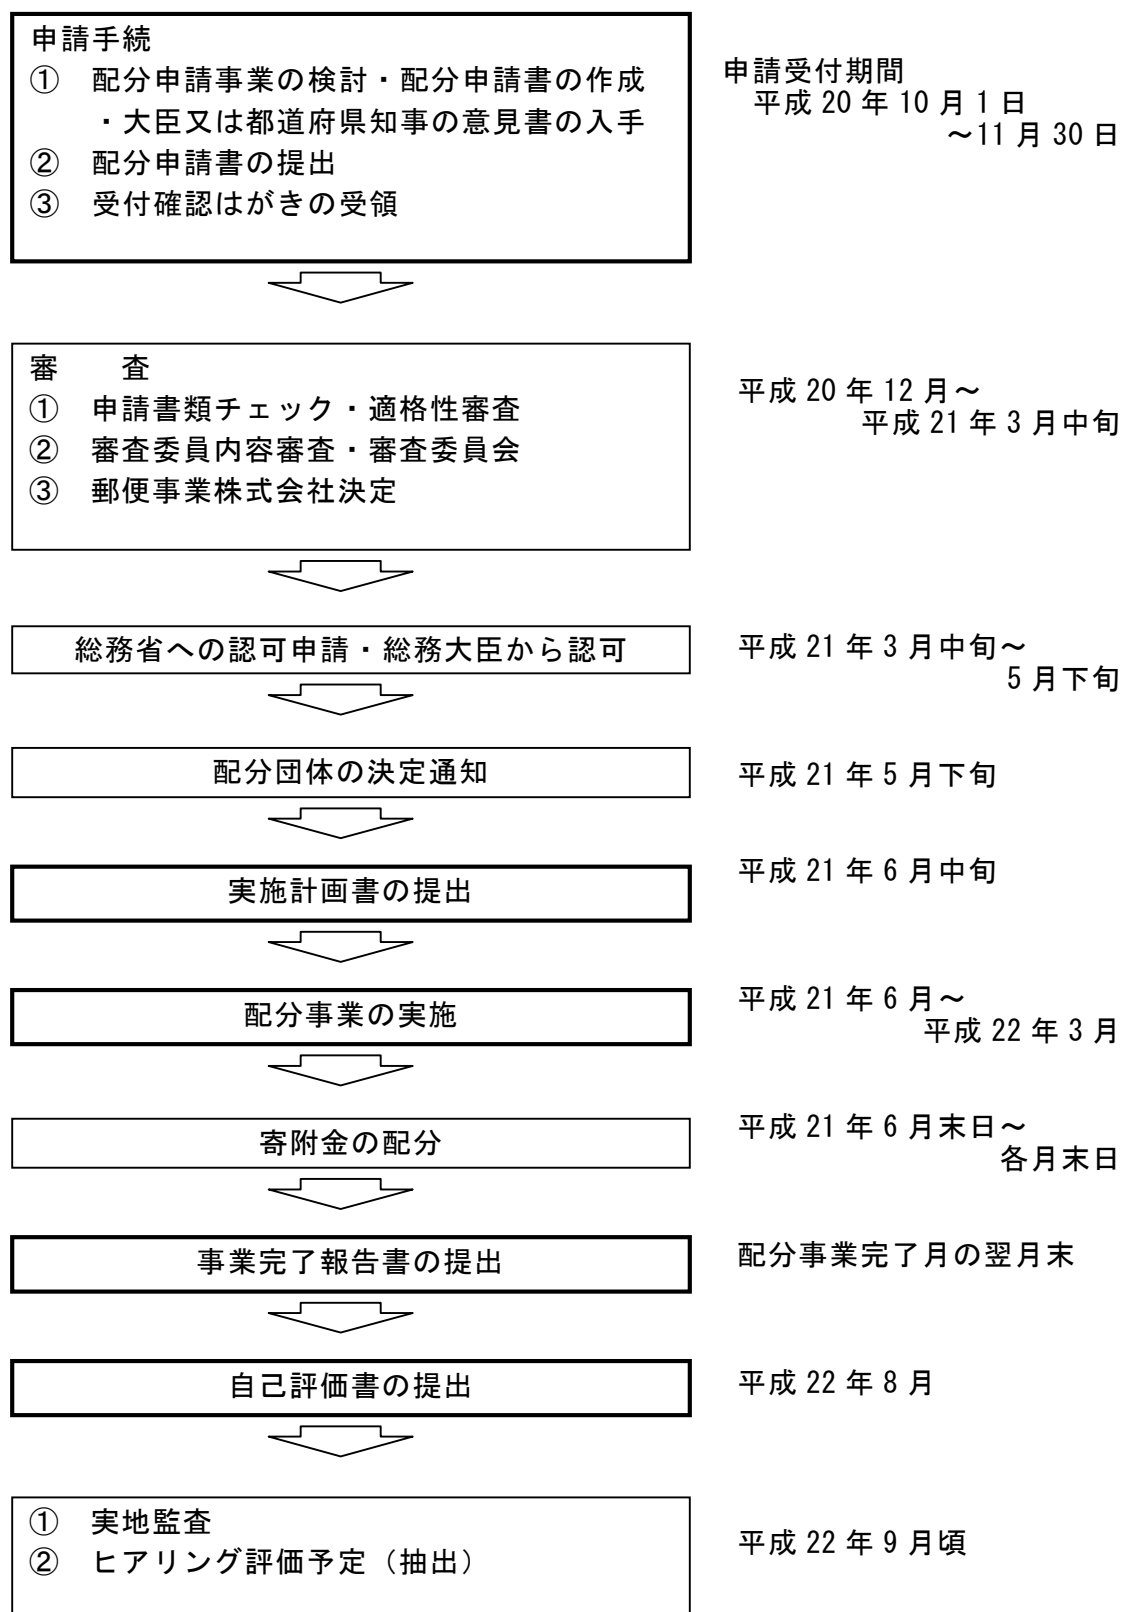 申請手続
① 配分申請事業の検討・配分申請書の作成
・大臣又は都道府県知事の意見書の入手
② 配分申請書の提出
③ 受付確認はがきの受領
申請受付期間
平成 20 年 10 月 1 日
～11 月 30 日
審　　査
① 申請書類チェック・適格性審査
② 審査委員内容審査・審査委員会
③ 郵便事業株式会社決定
平成 20 年 12 月～
平成 21 年 3 月中旬
総務省への認可申請・総務大臣から認可
平成 21 年 3 月中旬～
5 月下旬
配分団体の決定通知
平成 21 年 5 月下旬
実施計画書の提出
平成 21 年 6 月中旬
配分事業の実施
平成 21 年 6 月～
平成 22 年 3 月
寄附金の配分
平成 21 年 6 月末日～
各月末日
事業完了報告書の提出
配分事業完了月の翌月末
自己評価書の提出
平成 22 年 8 月
① 実地監査
② ヒアリング評価予定（抽出）
平成 22 年 9 月頃